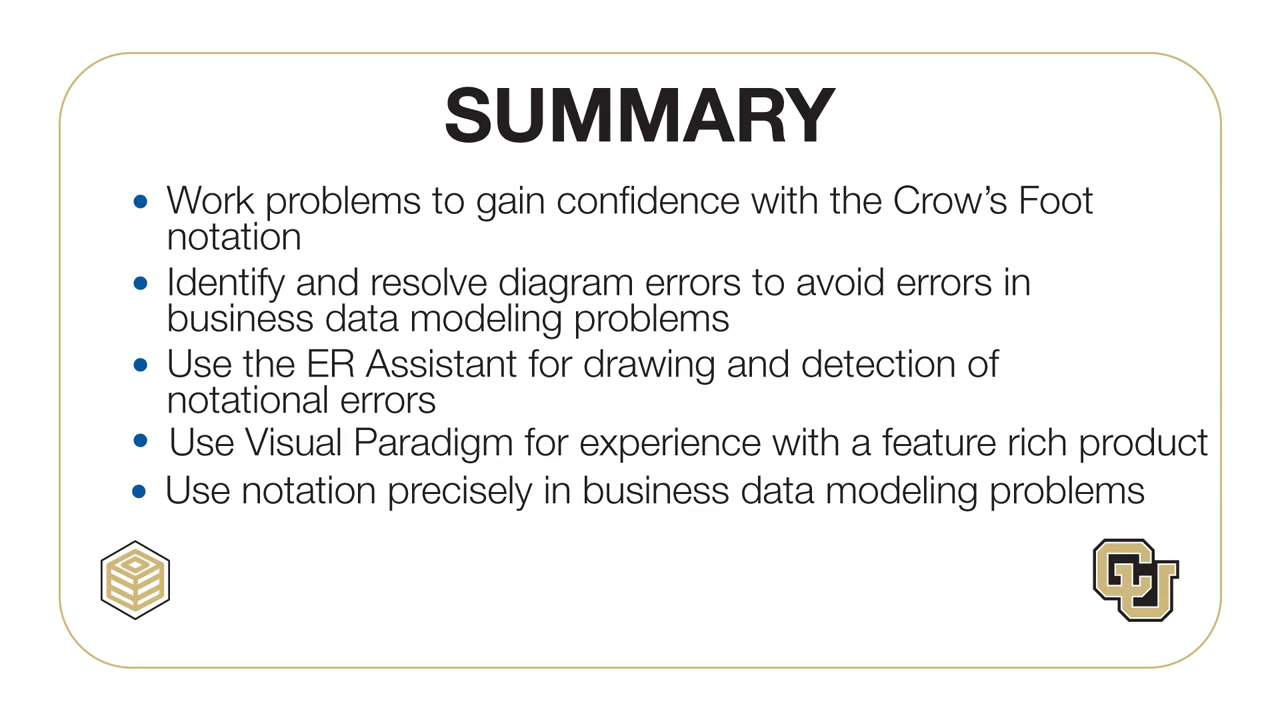 SUMMARY
• Work problems to gain confidence with the Crow’s Foot
notation
• Identify and resolve diagram errors to avoid errors in
business data modeling problems
• Use the ER Assistant for drawing and detection of
notational errors
• Use Visual Paradigm for experience with a feature rich product
• Use notation precisely in business data modeling problems
CU